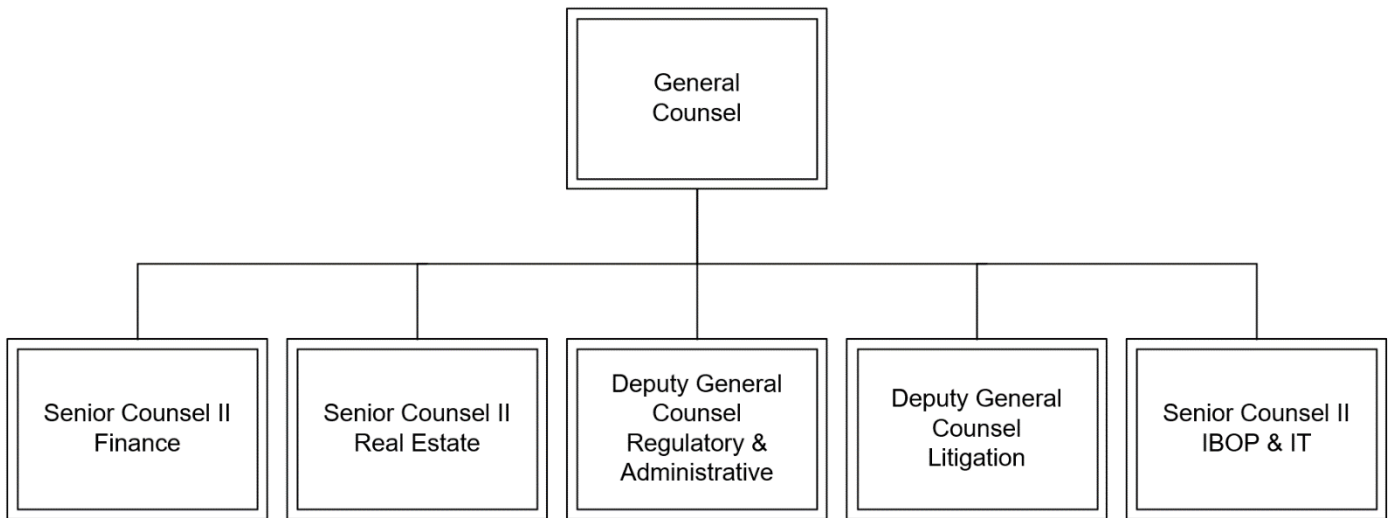 General
Counsel
Senior Counsel II
Finance
Senior Counsel II
Real Estate
Deputy General
Counsel
Regulatory &
Administrative
Deputy General
Counsel
Litigation
Senior Counsel II
IBOP & IT